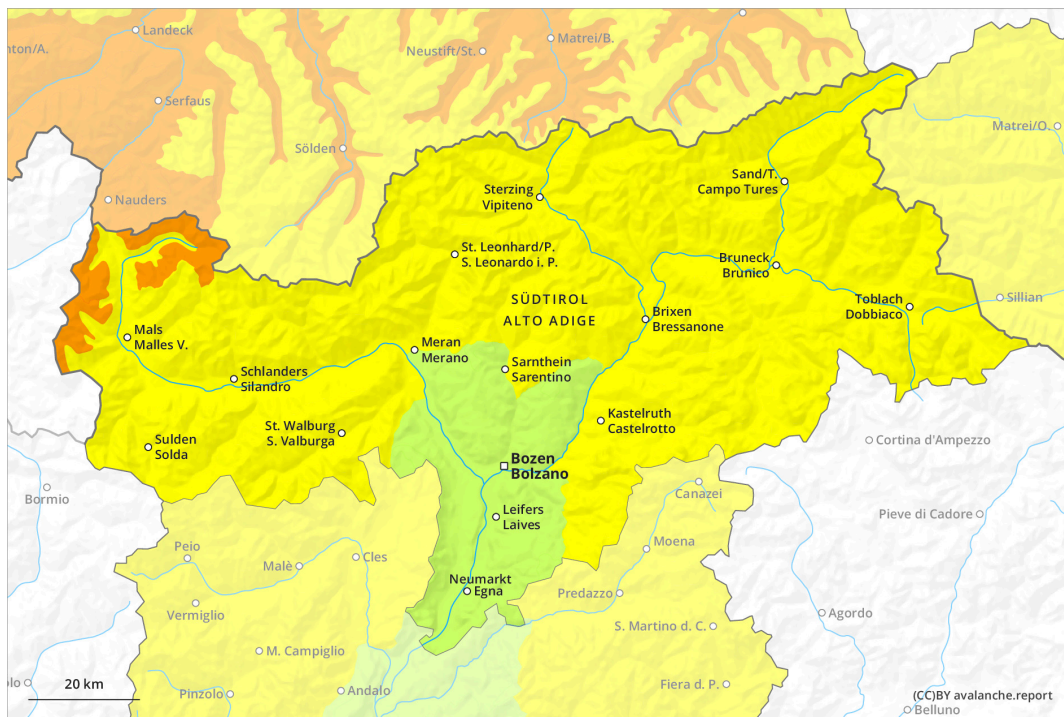 Landeck
nton/A.
Neustift/St.
Matrei/B.
Serfaus
Matrei/O.
Sölden
Nauders
Sterzing
Vipiteno
Sand/T.
Campo Tures
St. Leonhard/P.
S. Leonardo i. P.
Bruneck
Brunico
SÜDTIROL
ALTO ADIGE
Toblach
Dobbiaco
Sillian
Brixen
Bressanone
Mals
Malles V.
Meran
Merano
Sarnthein
Sarentino
Schlanders
Silandro
St. Walburg
S. Valburga
Kastelruth
Castelrotto
Sulden
Solda
Cortina d'Ampezzo
Bozen
Bolzano
Bormio
Canazei
Leifers
Laives
Pieve di Cadore
Peio
Cles
Malè
Moena
Neumarkt
Egna
Predazzo
Vermiglio
Agordo
S. Martino d. C.
M. Campiglio
olo
20 km
Pinzolo
Andalo
Fiera d. P.
(CC)BY avalanche.report
Belluno